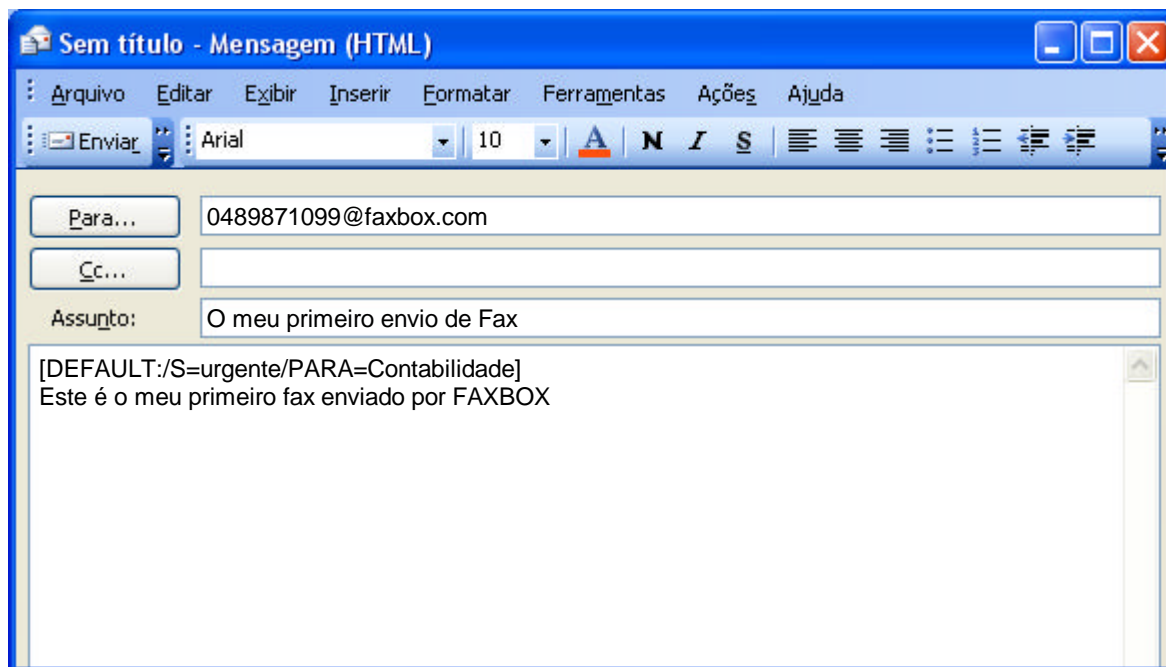 Sem título - Mensagem (HTML)
Arquivo Editar Exibir Inserir Formatar Ferramentas Ações Ajuda
Enviar Arial 10 A N I S
Para... 0489871099@faxbox.com
Cc...
Assunto: O meu primeiro envio de Fax
[DEFAULT:/S=urgente/PARA=Contabilidade]
Este é o meu primeiro fax enviado por FAXBOX